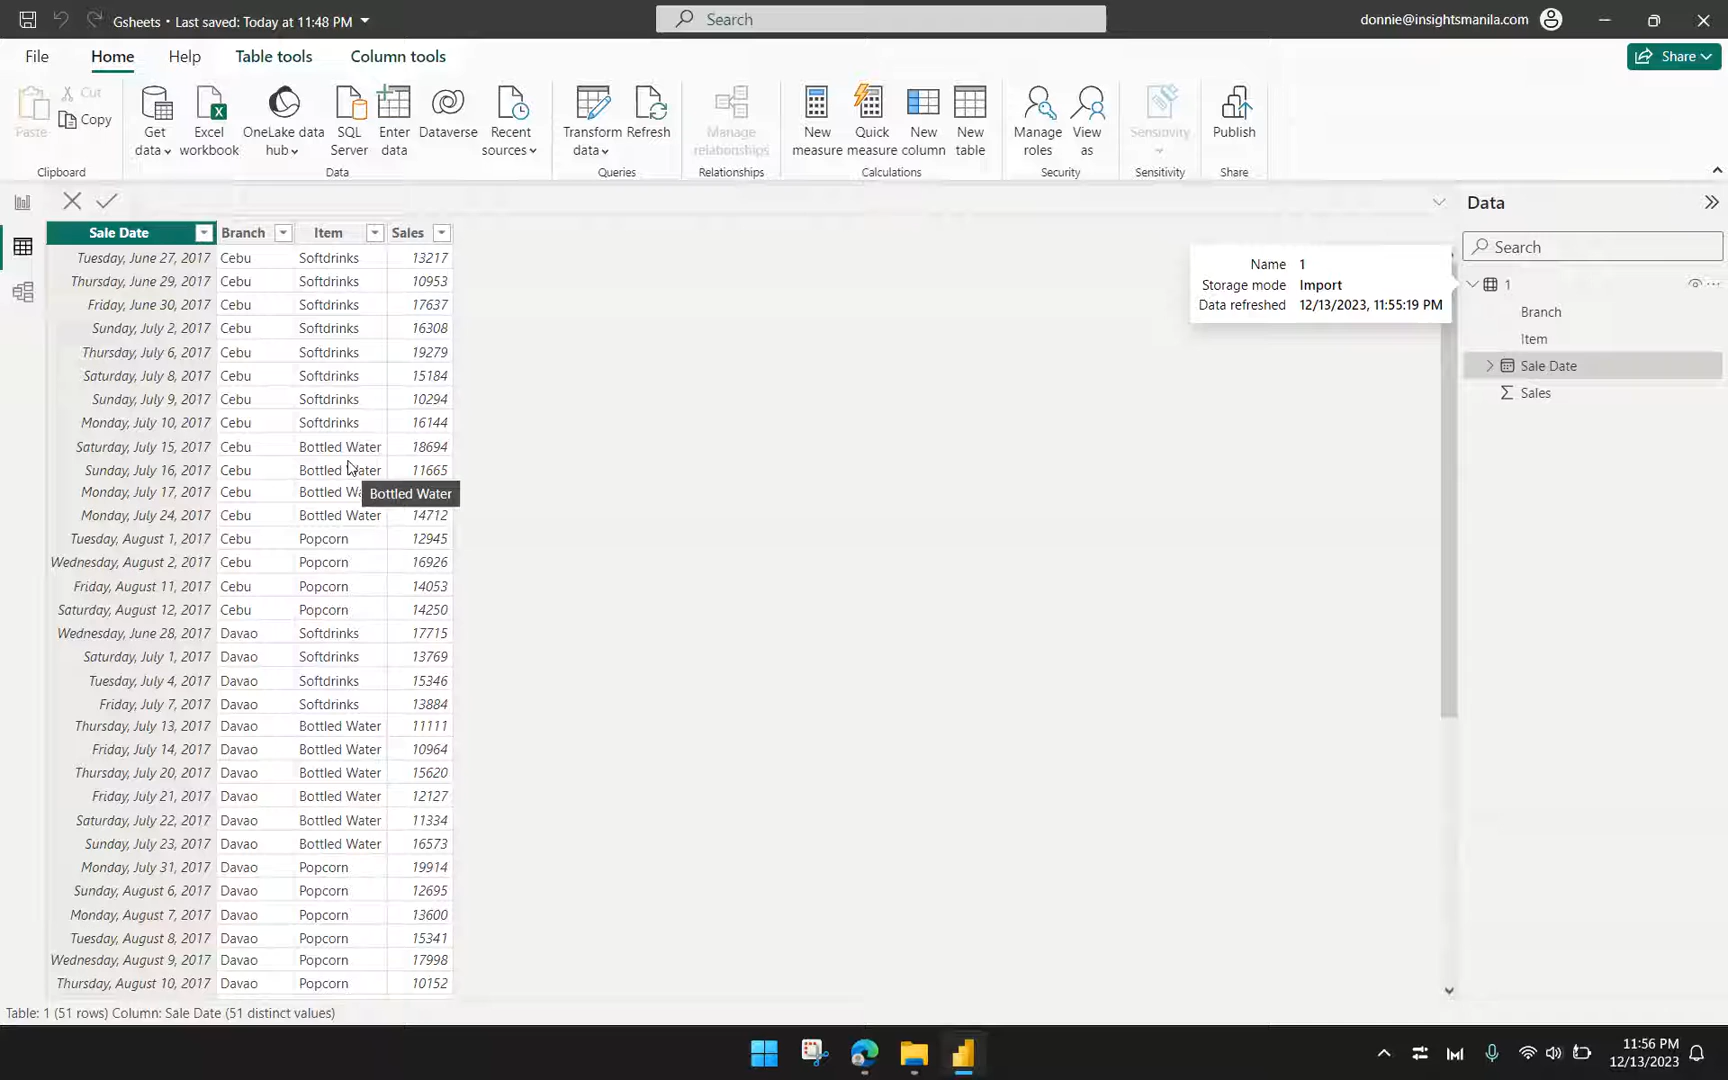 Gsheets • Last saved: Today at 11:48 PM
Search
donnie@insightsmanila.com
File
Home
Help
Table tools
Column tools
Share
Paste
Cut
Copy
Clipboard
Get data
Excel workbook
OneLake data hub
SQL Server
Enter data
Dataverse
Recent sources
Data
Transform data
Refresh
Queries
Manage relationships
Relationships
New measure
Quick measure
New column
New table
Calculations
Manage roles
View as
Security
Sensitivity
Sensitivity
Publish
Share
Sale Date Branch Item Sales
Tuesday, June 27, 2017 Cebu Softdrinks 13217
Thursday, June 29, 2017 Cebu Softdrinks 10953
Friday, June 30, 2017 Cebu Softdrinks 17637
Sunday, July 2, 2017 Cebu Softdrinks 16308
Thursday, July 6, 2017 Cebu Softdrinks 19279
Saturday, July 8, 2017 Cebu Softdrinks 15184
Sunday, July 9, 2017 Cebu Softdrinks 10294
Monday, July 10, 2017 Cebu Softdrinks 16144
Saturday, July 15, 2017 Cebu Bottled Water 18694
Sunday, July 16, 2017 Cebu Bottled Water 11665
Monday, July 17, 2017 Cebu Bottled Wa
Bottled Water
Monday, July 24, 2017 Cebu Bottled Water 14712
Tuesday, August 1, 2017 Cebu Popcorn 12945
Wednesday, August 2, 2017 Cebu Popcorn 16926
Friday, August 11, 2017 Cebu Popcorn 14053
Saturday, August 12, 2017 Cebu Popcorn 14250
Wednesday, June 28, 2017 Davao Softdrinks 17715
Saturday, July 1, 2017 Davao Softdrinks 13769
Tuesday, July 4, 2017 Davao Softdrinks 15346
Friday, July 7, 2017 Davao Softdrinks 13884
Thursday, July 13, 2017 Davao Bottled Water 11111
Friday, July 14, 2017 Davao Bottled Water 10964
Thursday, July 20, 2017 Davao Bottled Water 15620
Friday, July 21, 2017 Davao Bottled Water 12127
Saturday, July 22, 2017 Davao Bottled Water 11334
Sunday, July 23, 2017 Davao Bottled Water 16573
Monday, July 31, 2017 Davao Popcorn 19914
Sunday, August 6, 2017 Davao Popcorn 12695
Monday, August 7, 2017 Davao Popcorn 13600
Tuesday, August 8, 2017 Davao Popcorn 15341
Wednesday, August 9, 2017 Davao Popcorn 17998
Thursday, August 10, 2017 Davao Popcorn 10152
Name 1
Storage mode Import
Data refreshed 12/13/2023, 11:55:19 PM
Data
Search
1
Branch
Item
Sale Date
Sales
Table: 1 (51 rows) Column: Sale Date (51 distinct values)
11:56 PM
12/13/2023